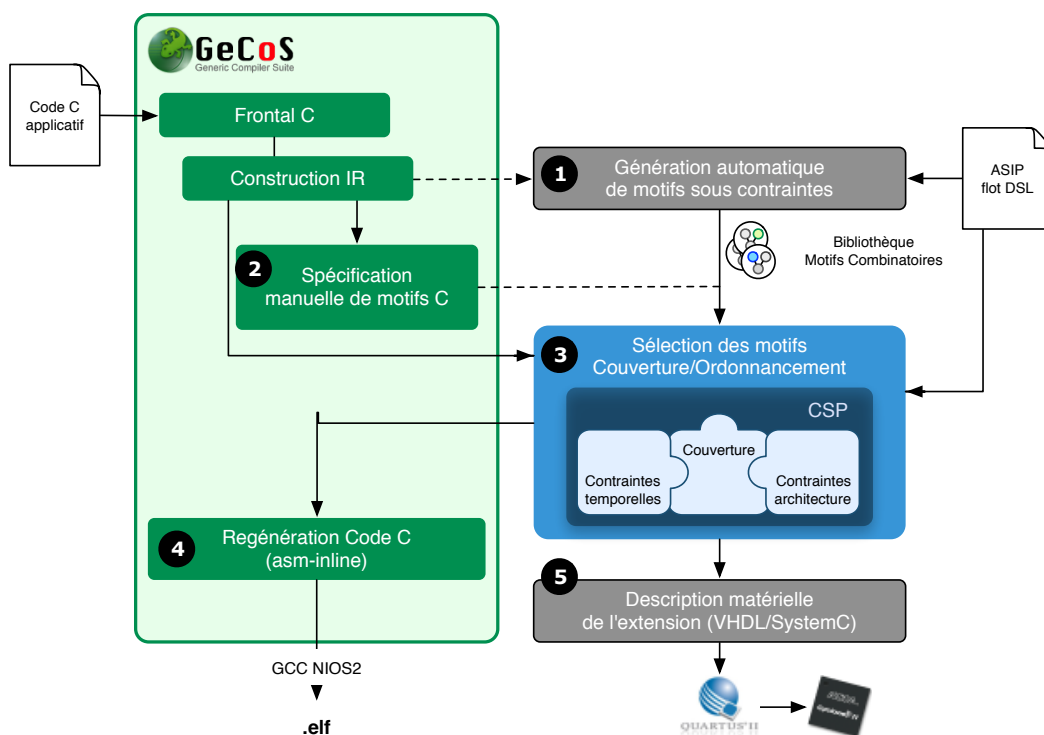 GeCoS
Generic Compiler Suite
Code C
applicatif
Frontal C
Construction IR
1
Génération automatique
de motifs sous contraintes
ASIP
flot DSL
2
Spécification
manuelle de motifs C
Bibliothèque
Motifs Combinatoires
3
Sélection des motifs
Couverture/Ordonnancement
CSP
Couverture
Contraintes
temporelles
Contraintes
architecture
4
Regénération Code C
(asm-inline)
5
Description matérielle
de l'extension (VHDL/SystemC)
GCC NIOS2
.elf
QUARTUS II